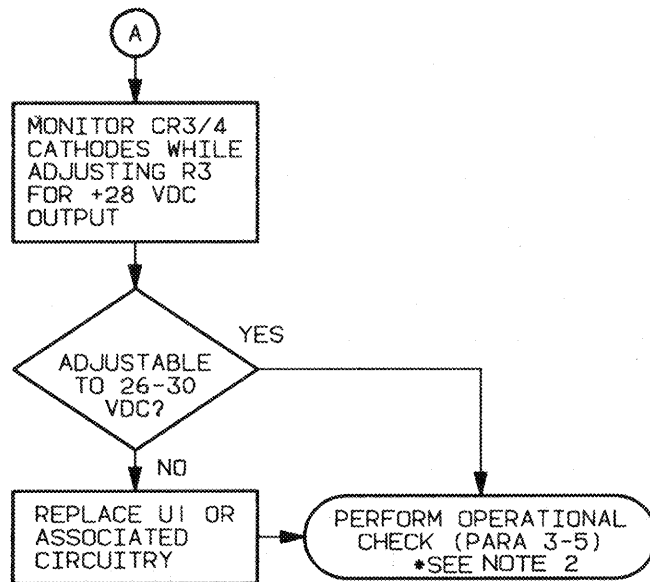 A
MONITOR CR3/4
CATHODES WHILE
ADJUSTING R3
FOR +28 VDC
OUTPUT
YES
ADJUSTABLE
TO 26-30
VDC?
NO
REPLACE U1 OR
ASSOCIATED
CIRCUITRY
PERFORM OPERATIONAL
CHECK (PARA 3-5)
*SEE NOTE 2